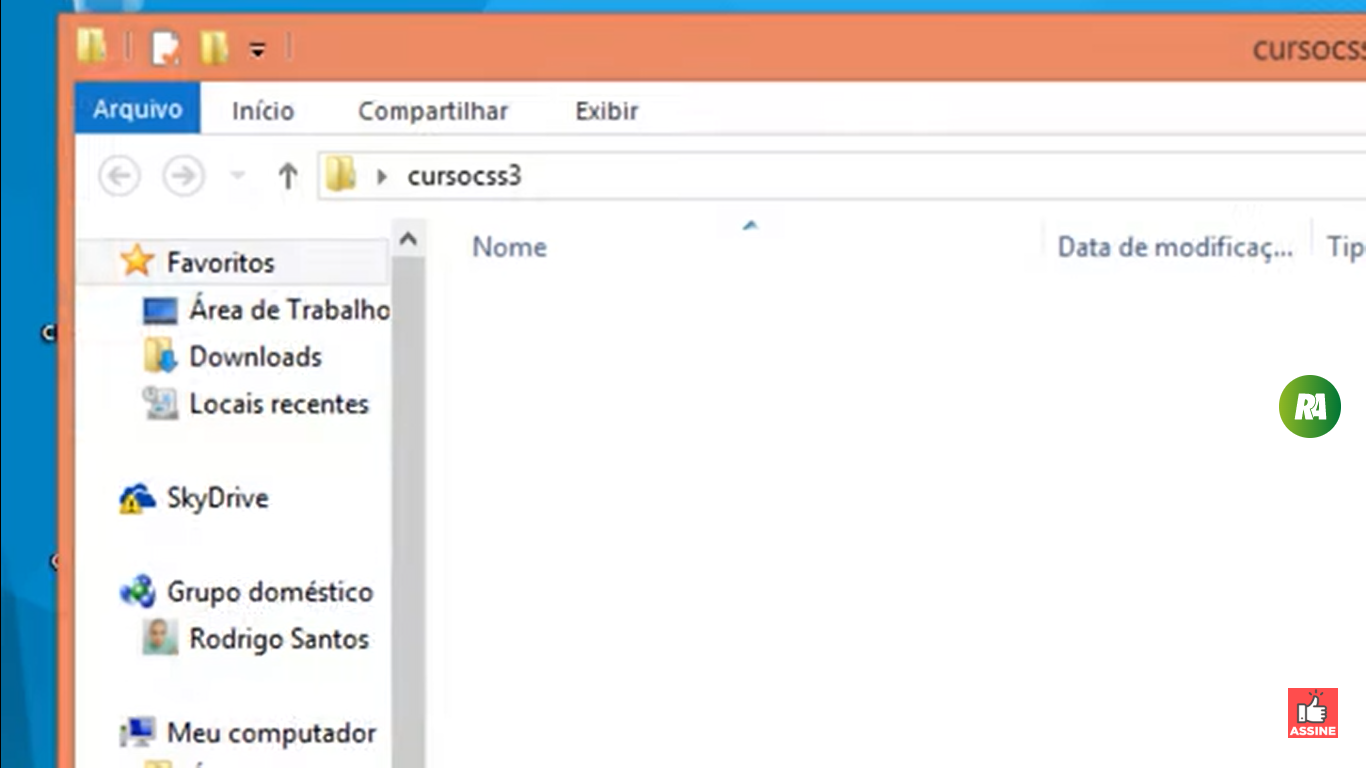 cursocss
Arquivo Início Compartilhar Exibir
cursocss3
Nome Data de modificaç... Tip
Favoritos
Área de Trabalho
Downloads
Locais recentes
RA
SkyDrive
Grupo doméstico
Rodrigo Santos
ASSINE
Meu computador